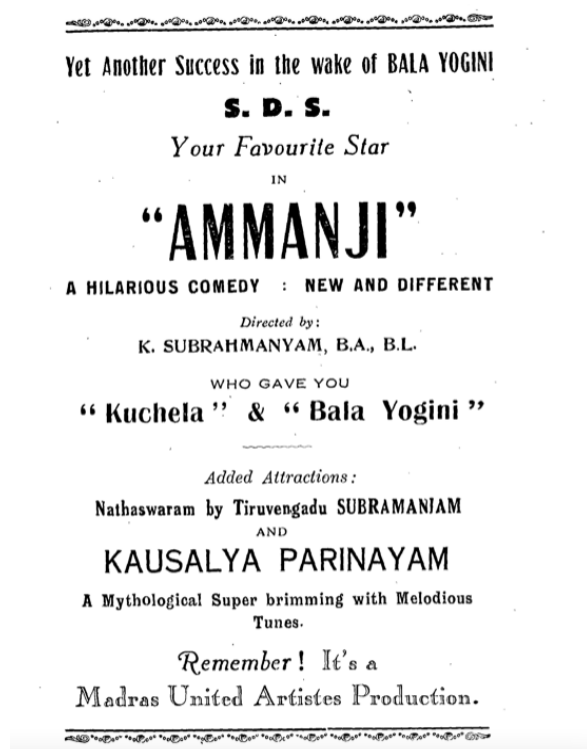 Yet Another Success in the wake of BALA YOGINI
S. D. S.
Your Favourite Star
IN
“AMMANJI”
A HILARIOUS COMEDY : NEW AND DIFFERENT
Directed by:
K. SUBRAHMANYAM, B.A., B.L.
WHO GAVE YOU
“Kuchela” & “Bala Yogini”
Added Attractions:
Nathaswaram by Tiruvengadu SUBRAMANIAM
AND
KAUSALYA PARINAYAM
A Mythological Super brimming with Melodious
Tunes.
Remember! It's a
Madras United Artistes Production.